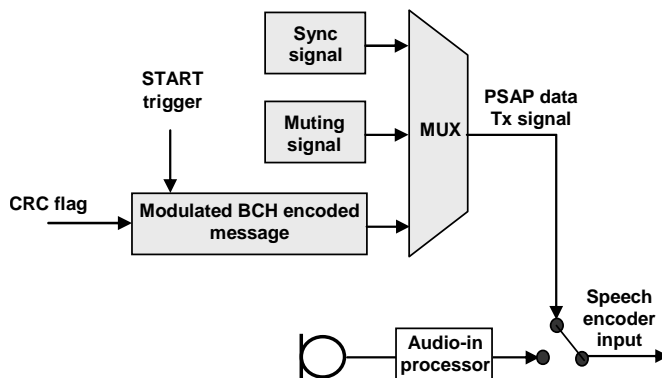 Sync
signal
START
trigger
Muting
signal
MUX
PSAP data
Tx signal
CRC flag
Modulated BCH encoded
message
Speech
encoder
input
Audio-in
processor